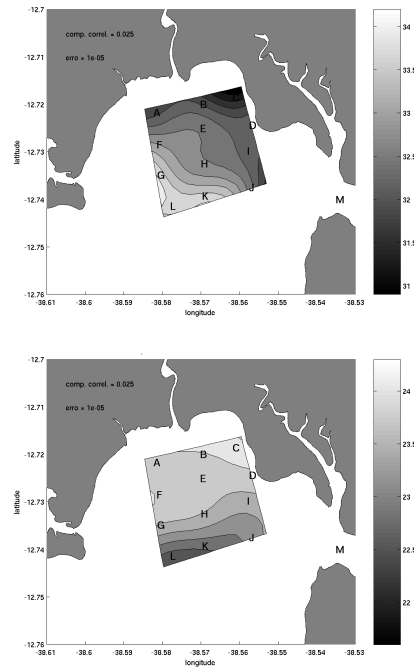 -12.7
comp. correl. = 0.025
34
-12.71
erro = 1e-05
33.5
-12.72
A
B
D
33
E
-12.73
F
I
32.5
H
G
-12.74
J
K
L
M
32
-12.75
31.5
31
-12.76
-38.61 -38.6 -38.59 -38.58 -38.57 -38.56 -38.55 -38.54 -38.53
longitude
latitude
-12.7
comp. correl. = 0.025
24
-12.71
erro = 1e-05
C
B
-12.72
A
23.5
D
E
-12.73
F
I
23
H
G
-12.74
J
K
L
M
22.5
-12.75
22
-12.76
-38.61 -38.6 -38.59 -38.58 -38.57 -38.56 -38.55 -38.54 -38.53
longitude
latitude